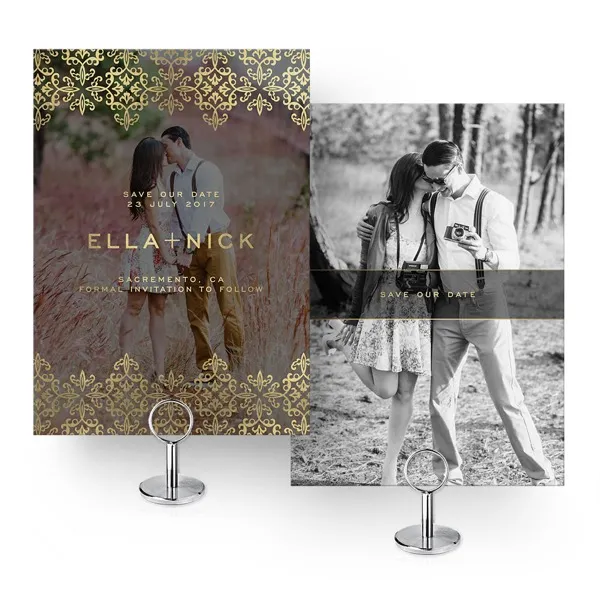 SAVE OUR DATE
23 JULY 2017
ELLA+NICK
SACREMENTO, CA
FORMAL INVITATION TO FOLLOW
SAVE OUR DATE